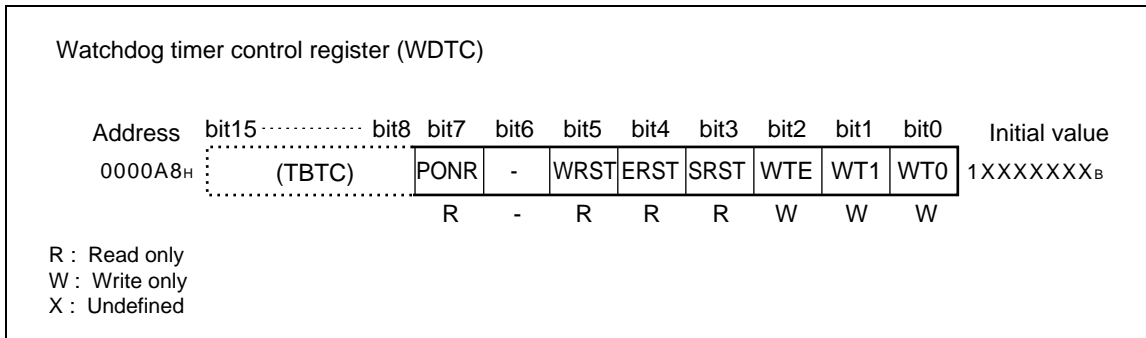 Watchdog timer control register (WDTC)
Address bit15 ············· bit8 bit7 bit6 bit5 bit4 bit3 bit2 bit1 bit0 Initial value
0000A8H (TBTC) PONR - WRST ERST SRST WTE WT1 WT0 1XXXXXXXB
R - R R R W W W
R : Read only
W : Write only
X : Undefined